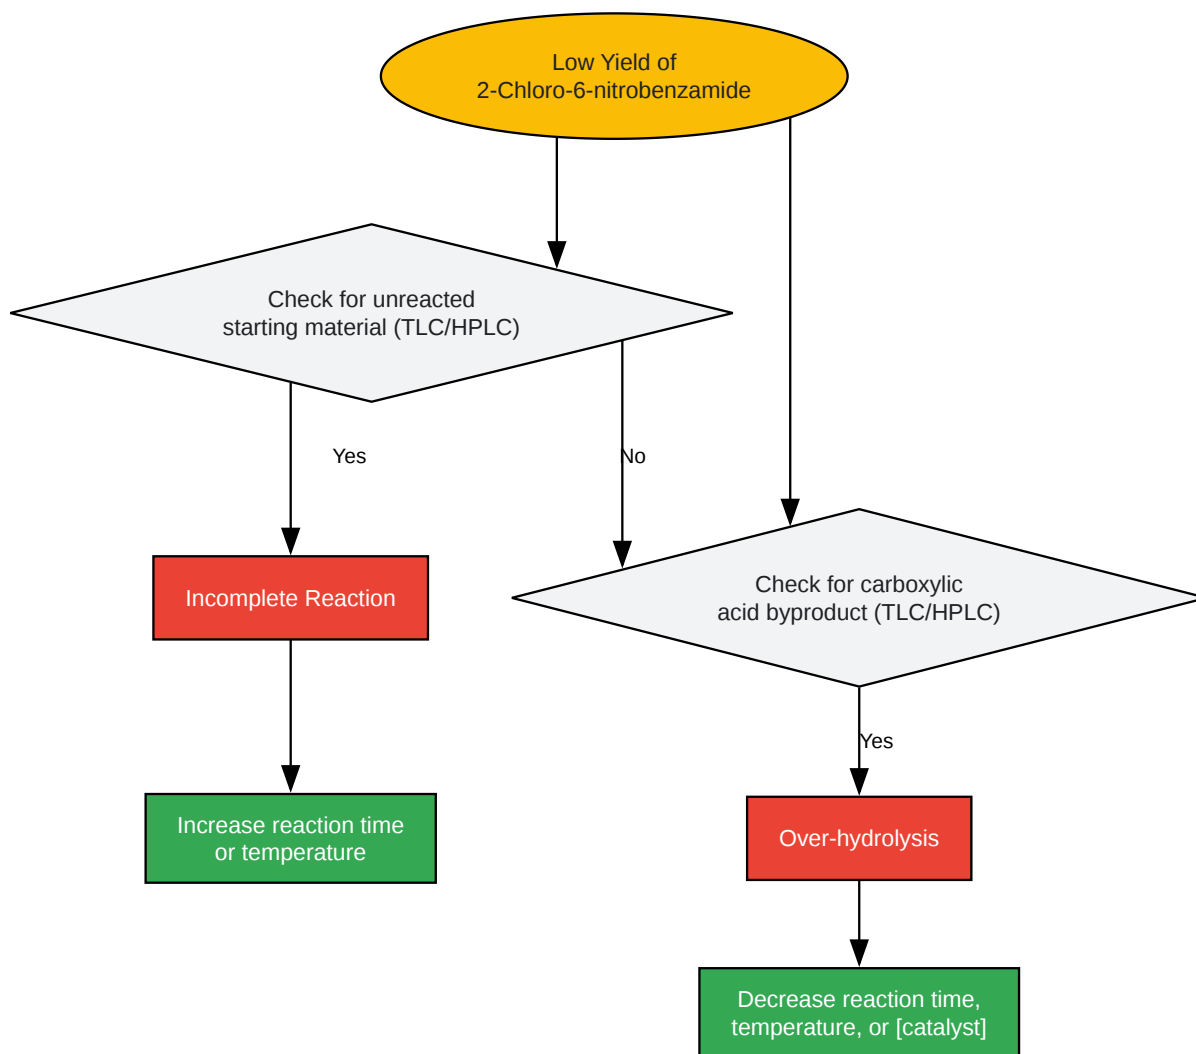 Low Yield of
2-Chloro-6-nitrobenzamide
Check for unreacted
starting material (TLC/HPLC)
Yes
No
Incomplete Reaction
Check for carboxylic
acid byproduct (TLC/HPLC)
Yes
Increase reaction time
or temperature
Over-hydrolysis
Decrease reaction time,
temperature, or [catalyst]